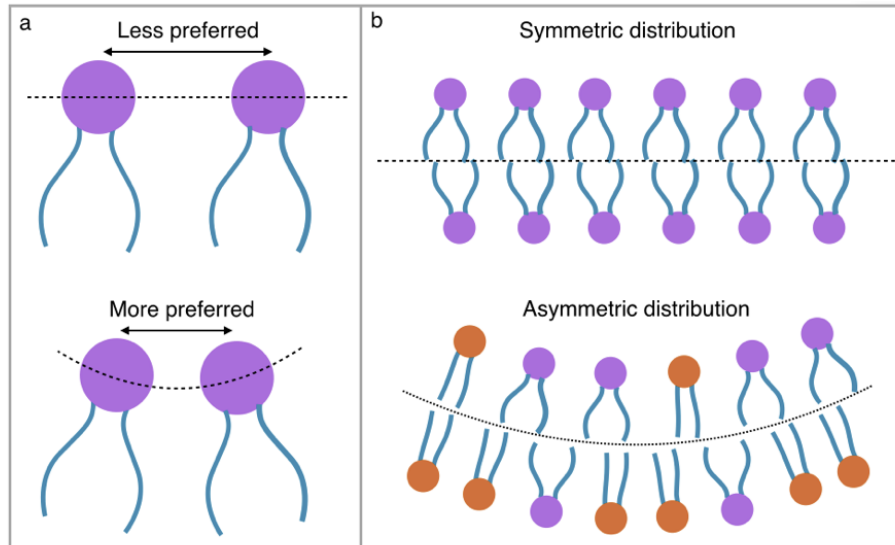 a
Less preferred
More preferred
b
Symmetric distribution
Asymmetric distribution